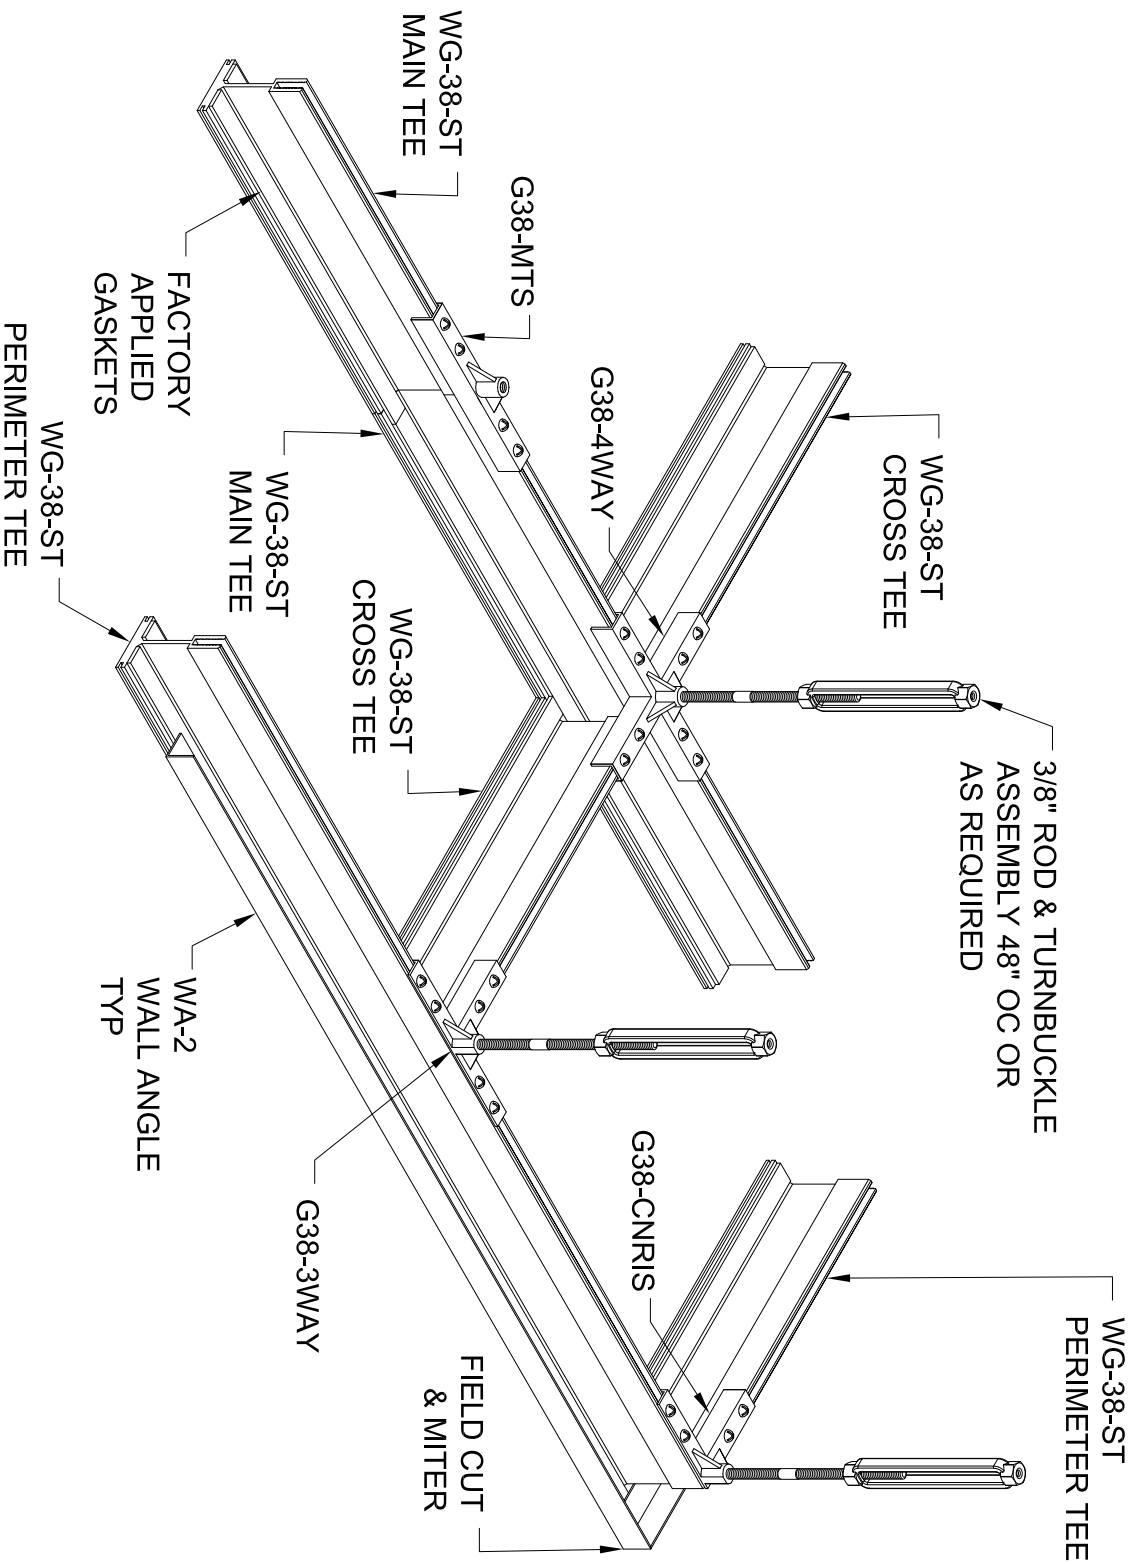 WG-38-ST
MAIN TEE
G38-MTS
FACTORY
APPLIED
GASKETS
WG-38-ST
PERIMETER TEE
WG-38-ST
MAIN TEE
G38-4WAY
WG-38-ST
CROSS TEE
WG-38-ST
CROSS TEE
3/8" ROD & TURNBUCKLE
ASSEMBLY 48" OC OR
AS REQUIRED
WA-2
WALL ANGLE
TYP
G38-3WAY
G38-CNRIS
FIELD CUT
& MITER
WG-38-ST
PERIMETER TEE